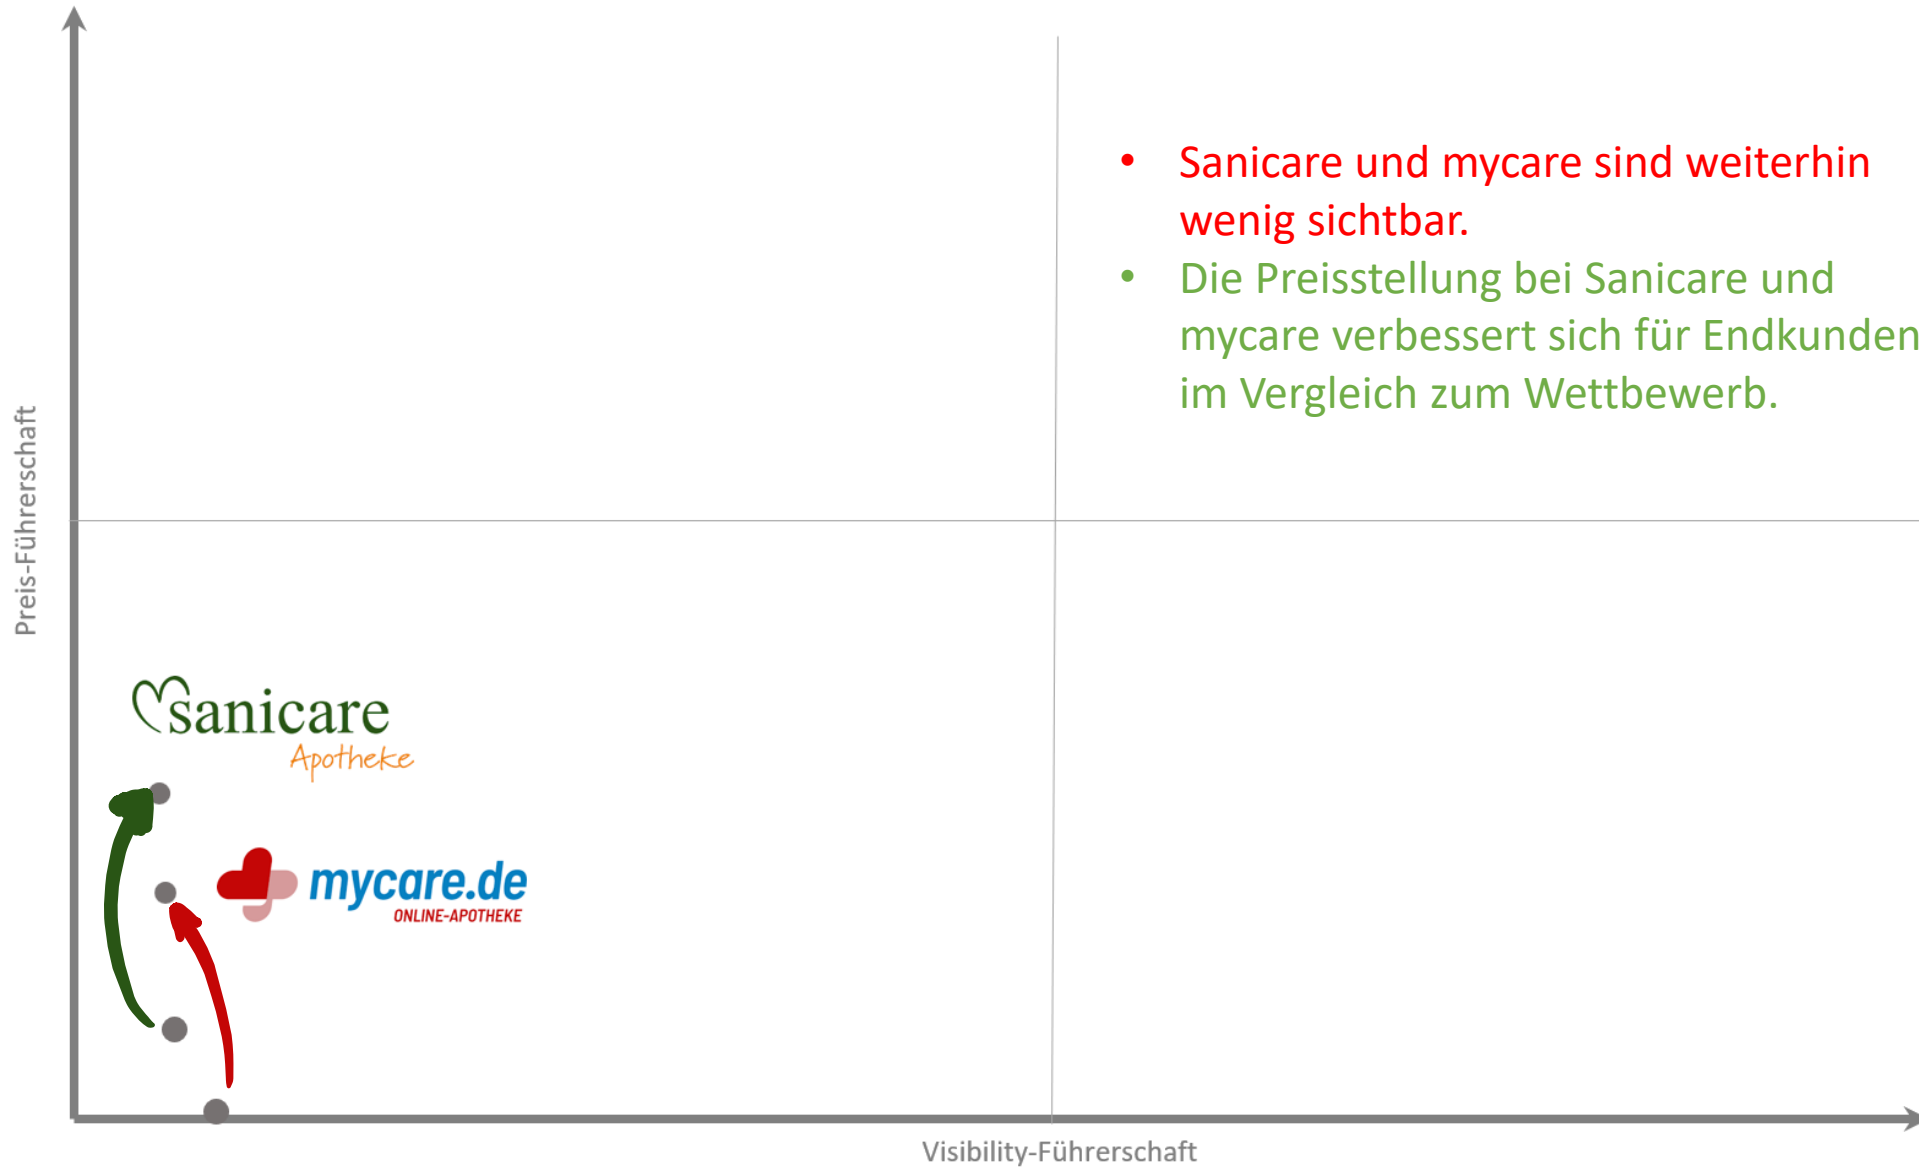 • Sanicare und mycare sind weiterhin
wenig sichtbar.
• Die Preisstellung bei Sanicare und
mycare verbessert sich für Endkunden
im Vergleich zum Wettbewerb.
Preis-Führerschaft
sanicare
Apotheke
mycare.de
ONLINE-APOTHEKE
Visibility-Führerschaft